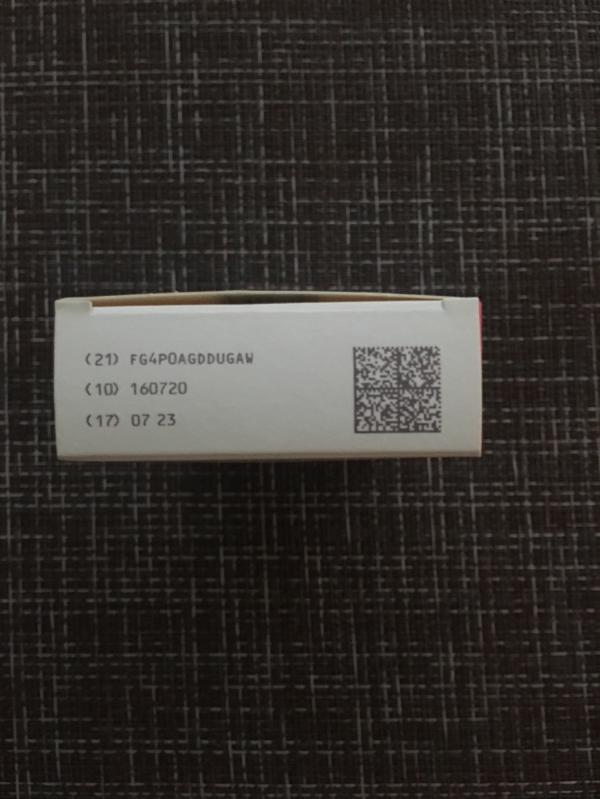 (21) FG4P0AGDDUGAW
(10) 160720
(17) 07 23